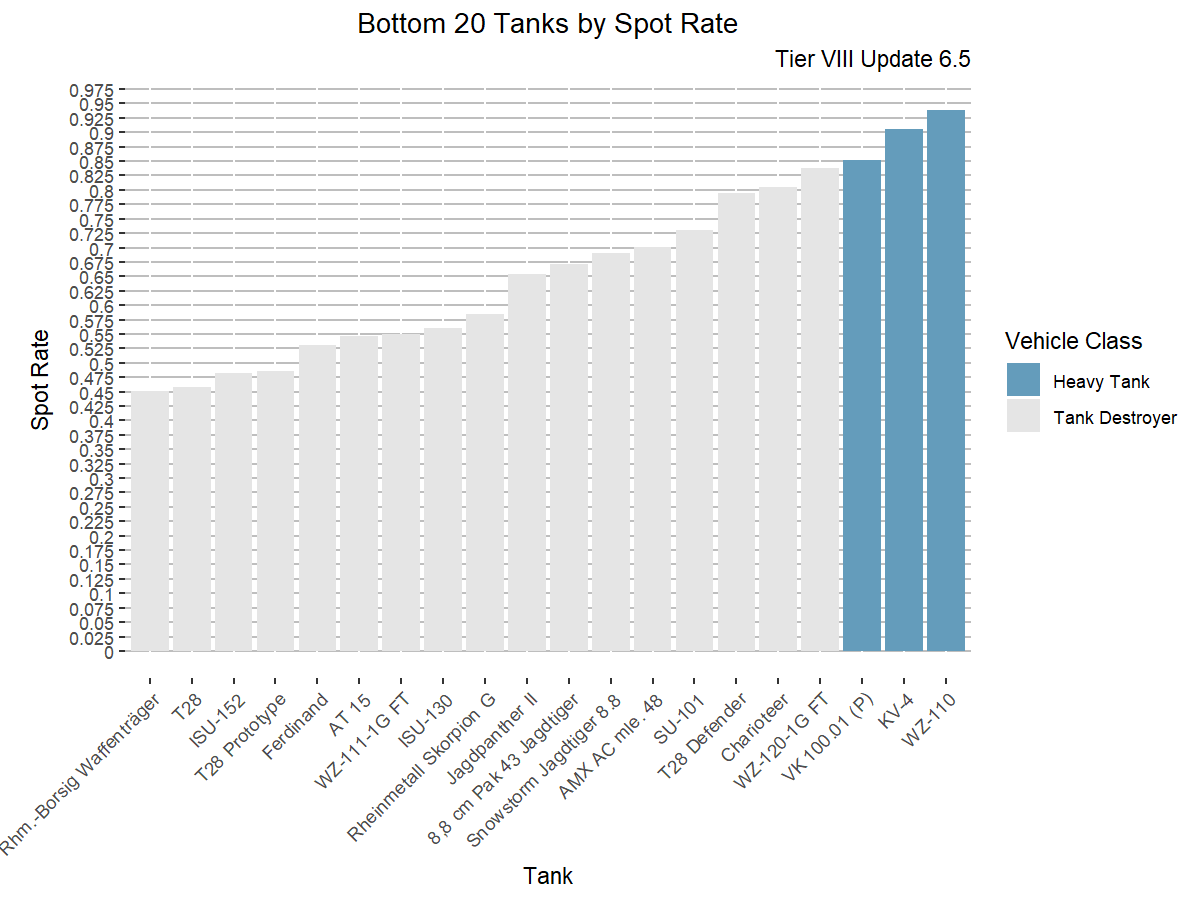 Bottom 20 Tanks by Spot Rate
Tier VIII Update 6.5
0.975
0.95
0.925
0.9
0.875
0.85
0.825
0.8
0.775
0.75
0.725
0.7
0.675
0.65
0.625
0.6
0.575
0.55
0.525
0.5
0.475
0.45
0.425
0.4
0.375
0.35
0.325
0.3
0.275
0.25
0.225
0.2
0.175
0.15
0.125
0.1
0.075
0.05
0.025
0
Spot Rate
Rhm.-Borsig Waffenträger
T28
ISU-152
T28 Prototype
Ferdinand
AT 15
WZ-111-1G FT
ISU-130
Rheinmetall Skorpion G
Jagdpanther II
8,8 cm Pak 43 Jagdtiger
Snowstorm Jagdtiger 8.8
AMX AC mle. 48
SU-101
T28 Defender
Charioteer
WZ-120-1G FT
VK 100.01 (P)
KV-4
WZ-110
Tank
Vehicle Class
Heavy Tank
Tank Destroyer